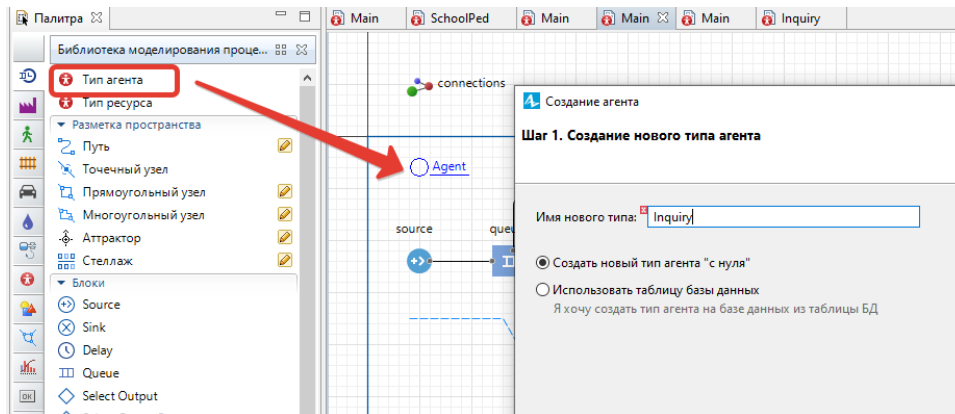 Палитра
Main
SchoolPed
Main
Main
Main
Inquiry
Библиотека моделирования проце...
Тип агента
Тип ресурса
Разметка пространства
Путь
Точечный узел
Прямоугольный узел
Многоугольный узел
Аттрактор
Стеллаж
Блоки
Source
Sink
Delay
Queue
Select Output
OK
connections
Agent
source
Создание агента
Шаг 1. Создание нового типа агента
Имя нового типа: Inquiry
Создать новый тип агента "с нуля"
Использовать таблицу базы данных
Я хочу создать тип агента на базе данных из таблицы БД